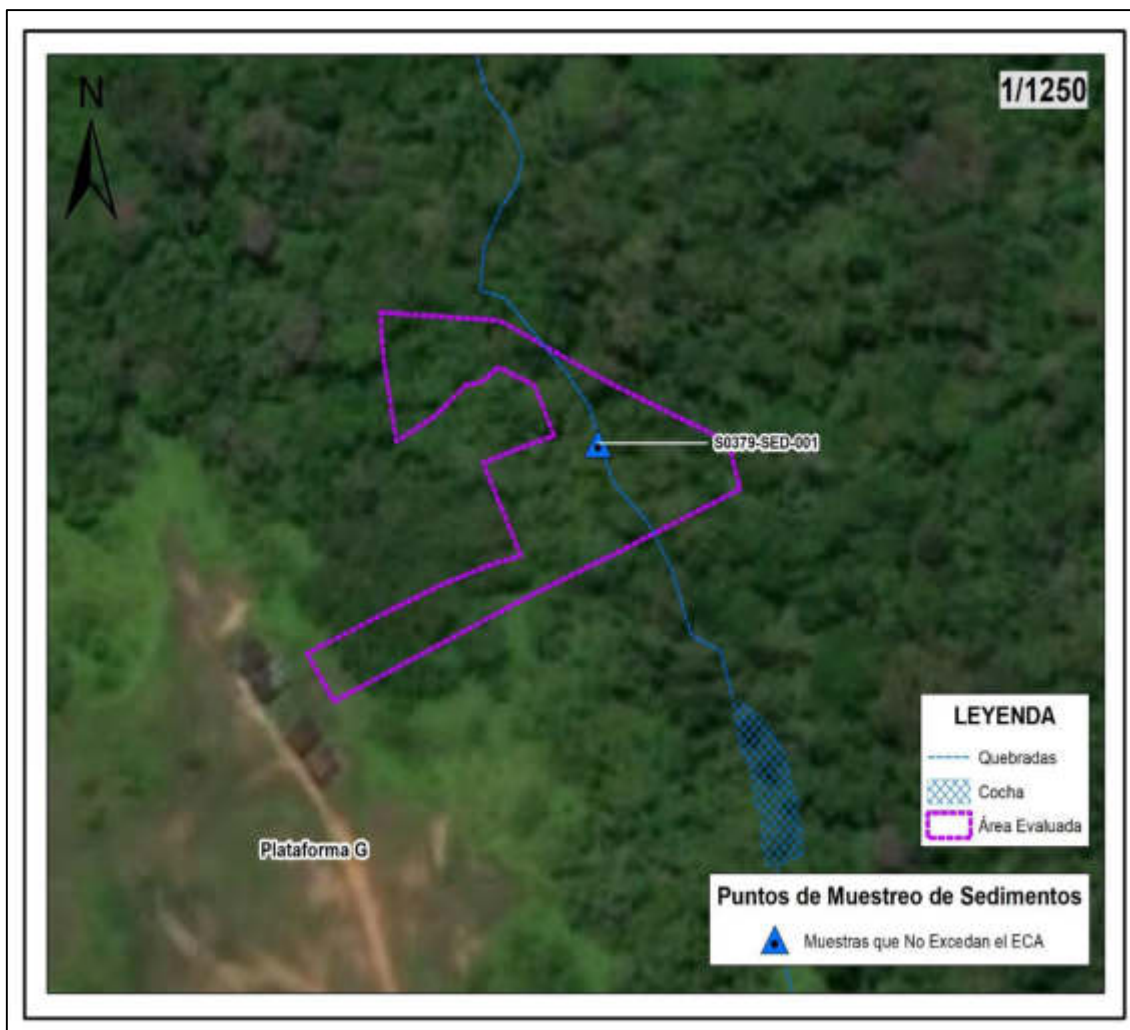 N
1/1250
S0379-SED-001
Plataforma G
LEYENDA
Quebradas
Cocha
Área Evaluada
Puntos de Muestreo de Sedimentos
Muestras que No Excedan el ECA